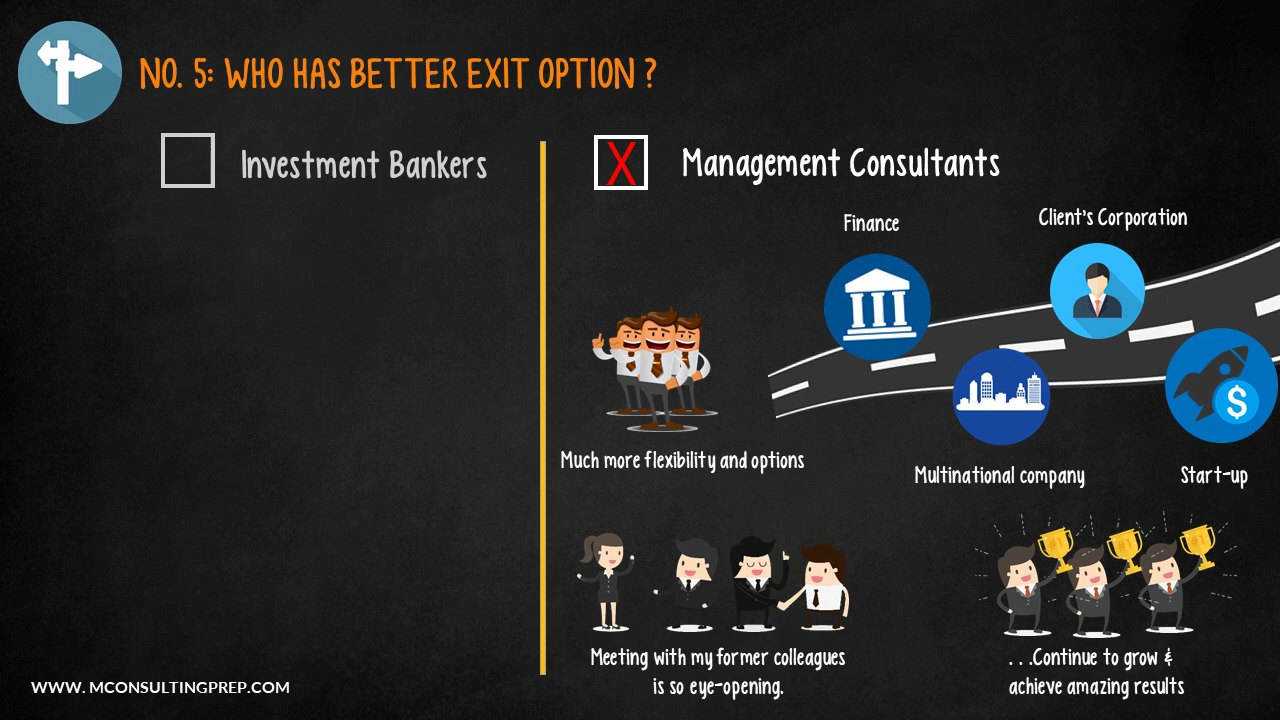 NO. 5: WHO HAS BETTER EXIT OPTION ?
Investment Bankers
X
Management Consultants
Finance
Client's Corporation
$
Much more flexibility and options
Multinational company
Start-up
#1
#1
Meeting with my former colleagues
is so eye-opening.
. . .Continue to grow &
achieve amazing results
WWW. MCONSULTINGPREP.COM